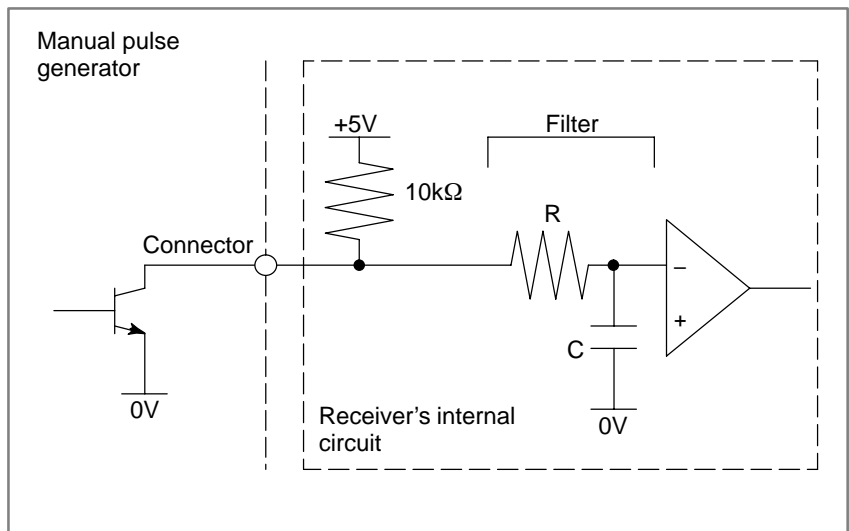 Manual pulse
generator
+5V
Filter
10kΩ
R
Connector
–
+
C
0V
0V
Receiver’s internal
circuit